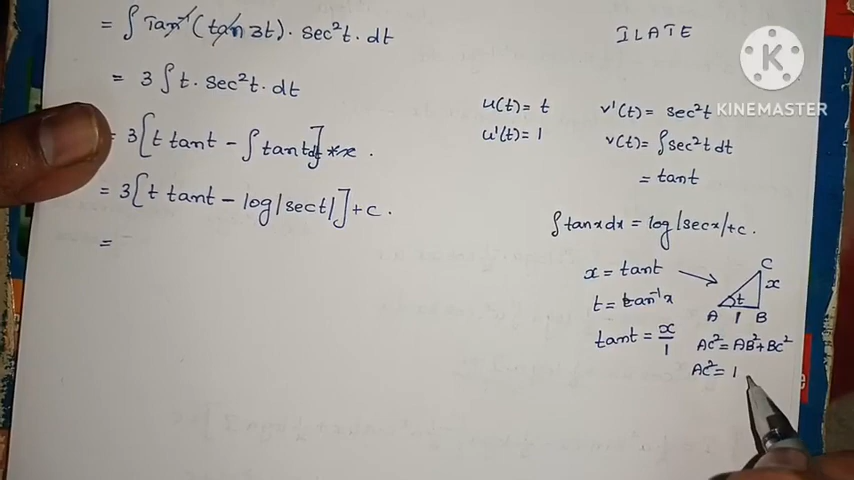 = ∫ Tan⁻¹ (tan 3t) · sec²t · dt
= 3 ∫ t · sec²t · dt
= 3 [ t tant - ∫ tant dt ] + c .
= 3 [ t tant - log |sect| ] + c .
=
ILATE
KINEMASTER
u(t) = t
v'(t) = sec²t
u'(t) = 1
v(t) = ∫ sec²t dt
= tant
∫ tanx dx = log |secx| + c .
x = tant
t = tan⁻¹x
tant = x/1
C
x
t
A 1 B
AC² = AB² + BC²
AC² = 1